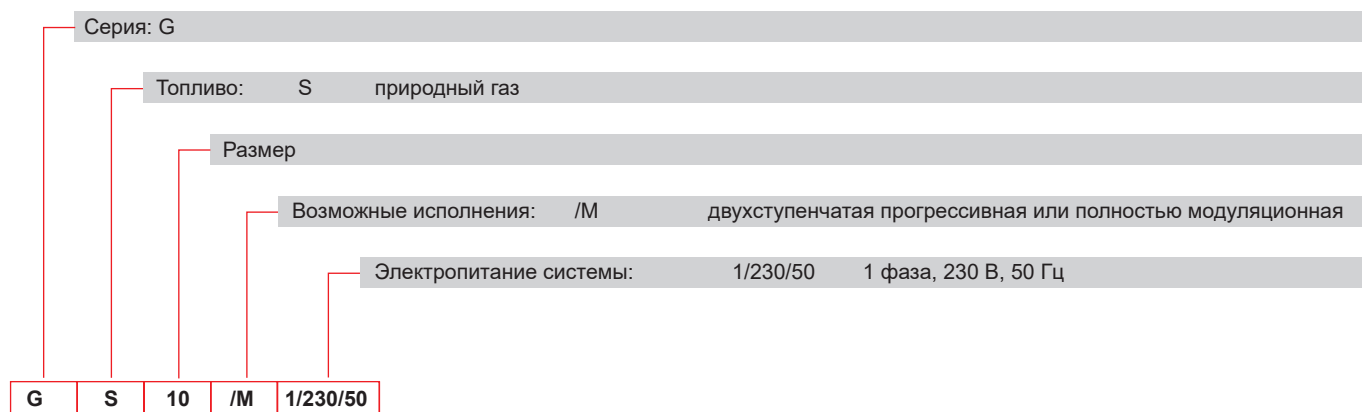 Серия: G
Топливо: S природный газ
Размер
Возможные исполнения: /M двухступенчатая прогрессивная или полностью модуляционная
Электропитание системы: 1/230/50 1 фаза, 230 В, 50 Гц
G S 10 /M 1/230/50